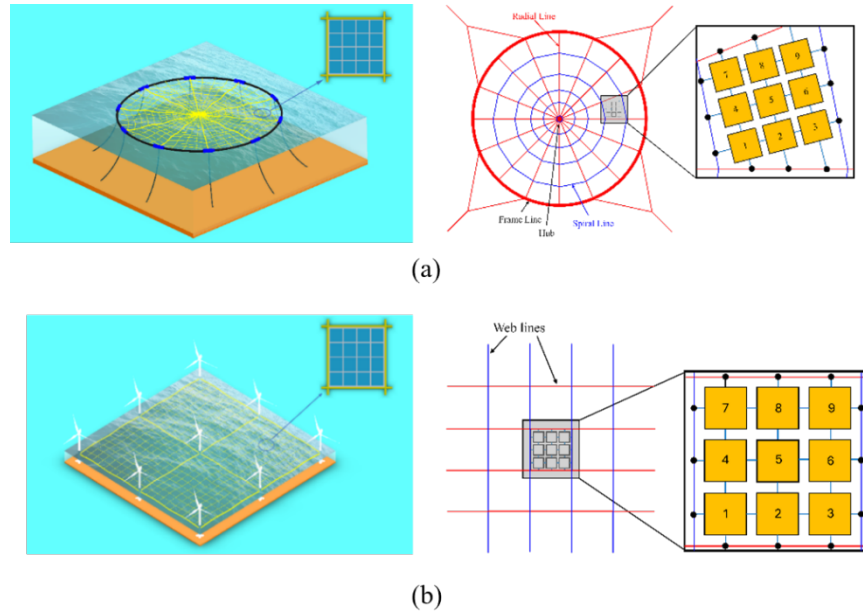 Radial Line
7 8 9
4 5 6
1 2 3
Frame Line
Hub
Spiral Line
(a)
Web lines
7 8 9
4 5 6
1 2 3
(b)